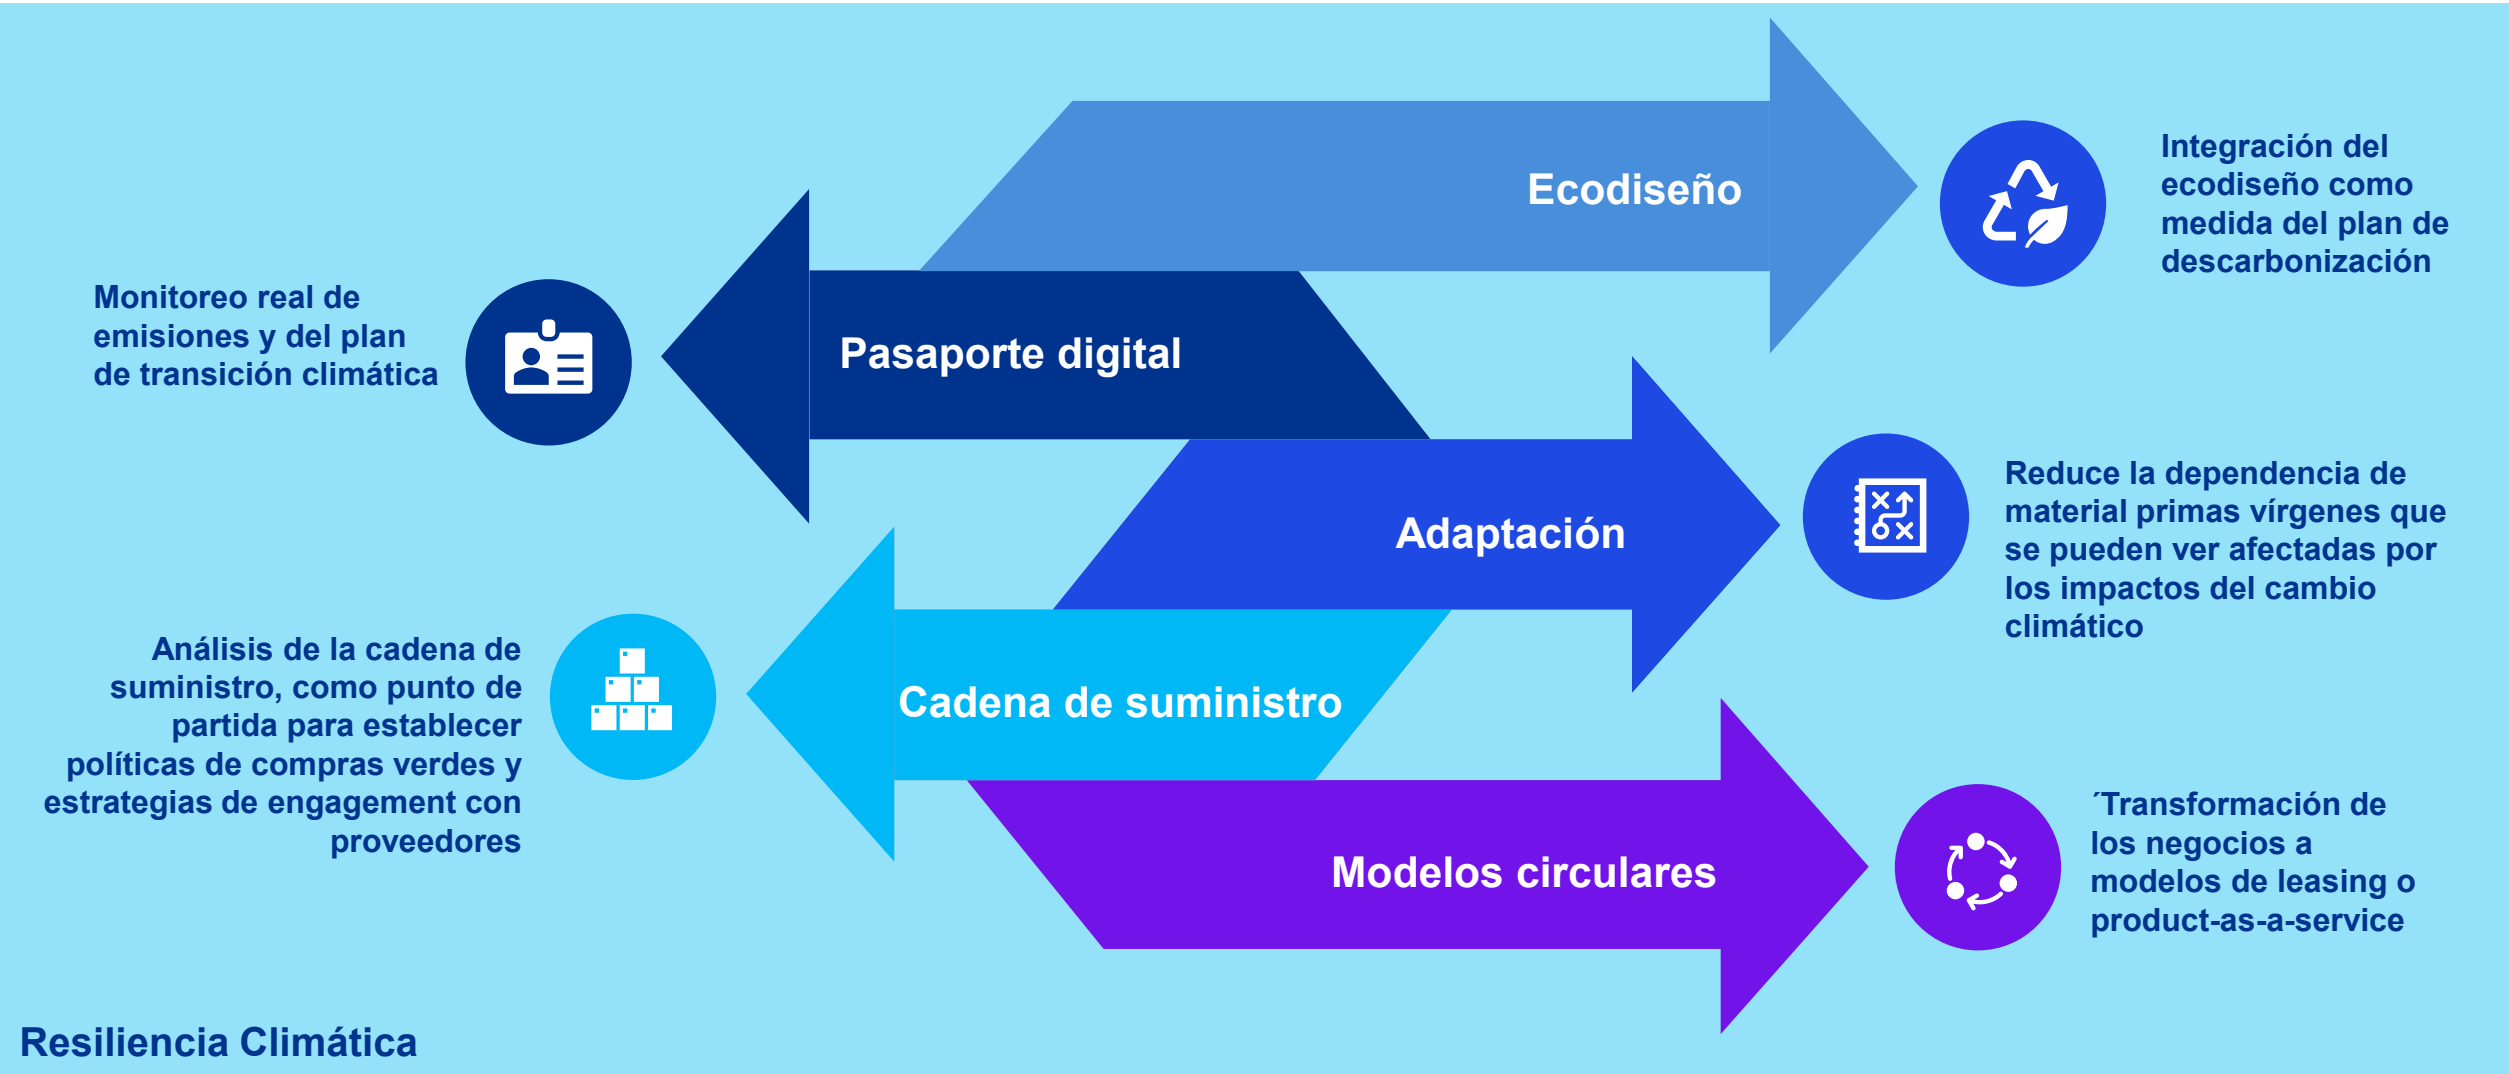 Ecodiseño
Integración del
ecodiseño como
medida del plan de
descarbonización
Monitoreo real de
emisiones y del plan
de transición climática
Pasaporte digital
Adaptación
Reduce la dependencia de
material primas vírgenes que
se pueden ver afectadas por
los impactos del cambio
climático
Análisis de la cadena de
suministro, como punto de
partida para establecer
políticas de compras verdes y
estrategias de engagement con
proveedores
Cadena de suministro
Modelos circulares
´Transformación de
los negocios a
modelos de leasing o
product-as-a-service
Resiliencia Climática